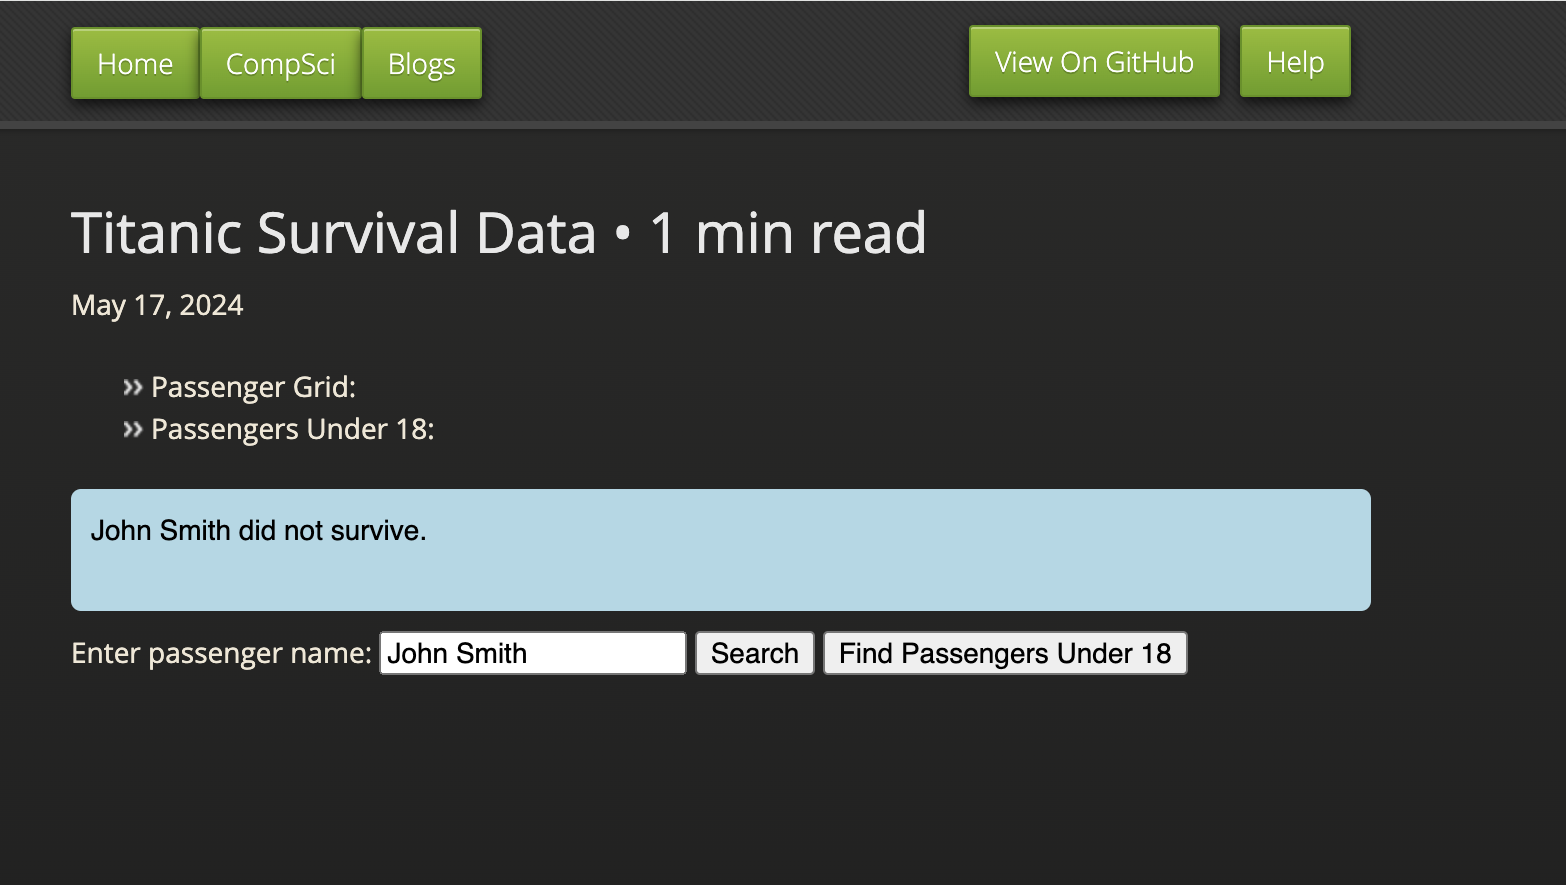 Home CompSci Blogs View On GitHub Help
Titanic Survival Data • 1 min read
May 17, 2024
Passenger Grid:
Passengers Under 18:
John Smith did not survive.
Enter passenger name: John Smith Search Find Passengers Under 18